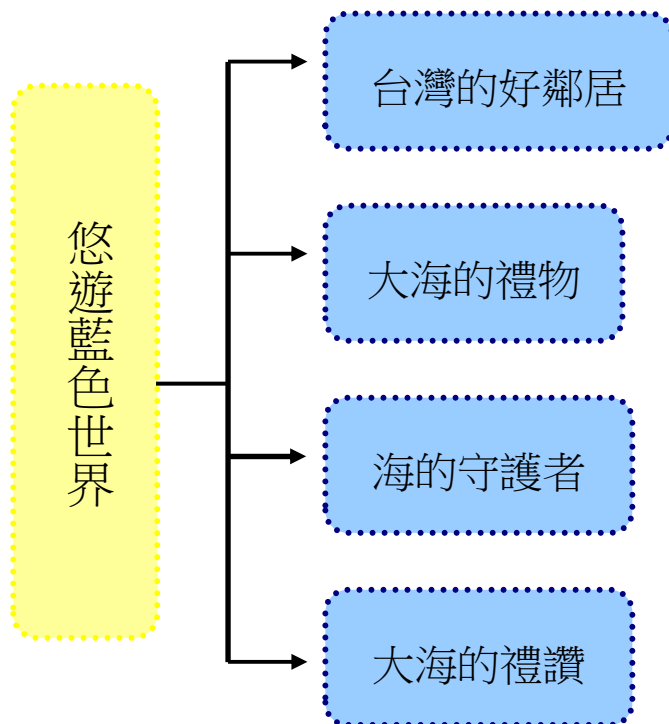 悠遊藍色世界
台灣的好鄰居
大海的禮物
海的守護者
大海的禮讚